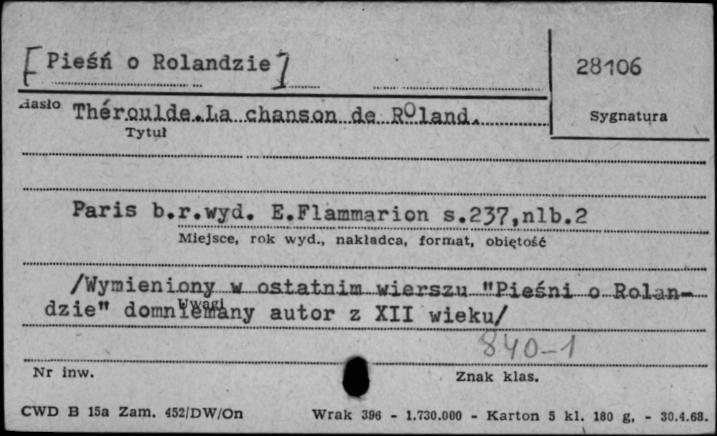 [Pieśń o Rolandzie]
28106
Hasło
Théroulde.La chanson de Roland.
Sygnatura
Tytuł
Paris b.r.wyd. E.Flammarion s.237,nlb.2
Miejsce, rok wyd., nakładca, format, objętość
/Wymieniony w ostatnim wierszu "Pieśni o Rolan-
Uwagi
dzie" domniemany autor z XII wieku/
840-1
Nr inw.
Znak klas.
CWD B 15a Zam. 452/DW/On Wrak 396 - 1.730.000 - Karton 5 kl. 180 g. - 30.4.68.